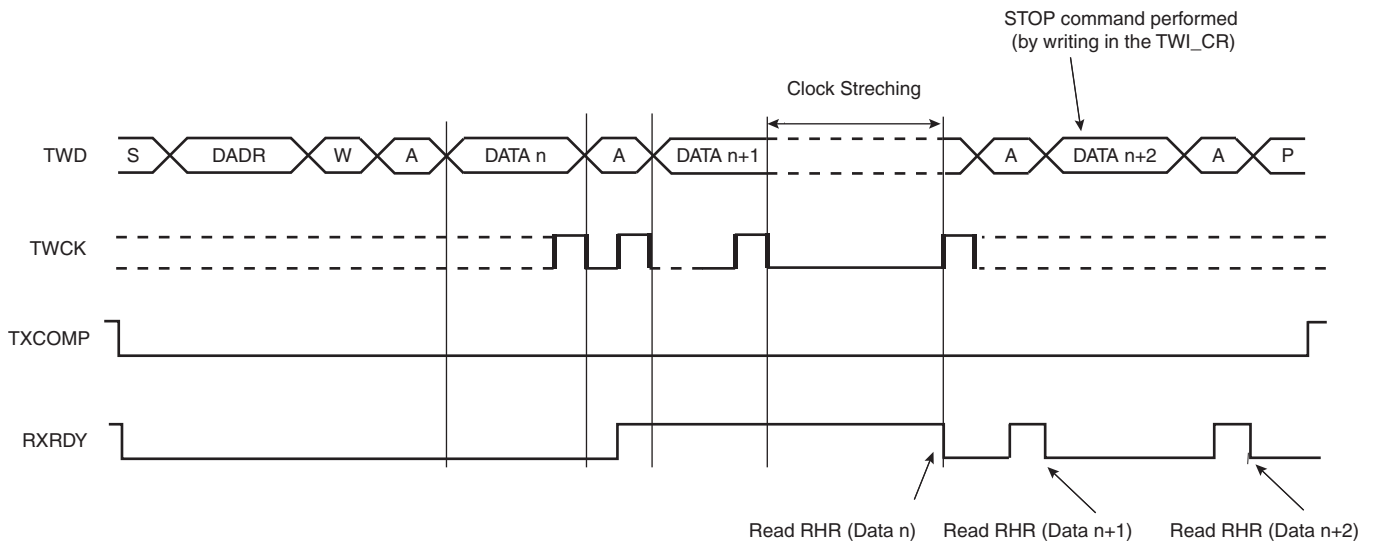 STOP command performed
(by writing in the TWI_CR)
Clock Streching
TWD S DADR W A DATA n A DATA n+1 A DATA n+2 A P
TWCK
TXCOMP
RXRDY
Read RHR (Data n) Read RHR (Data n+1) Read RHR (Data n+2)